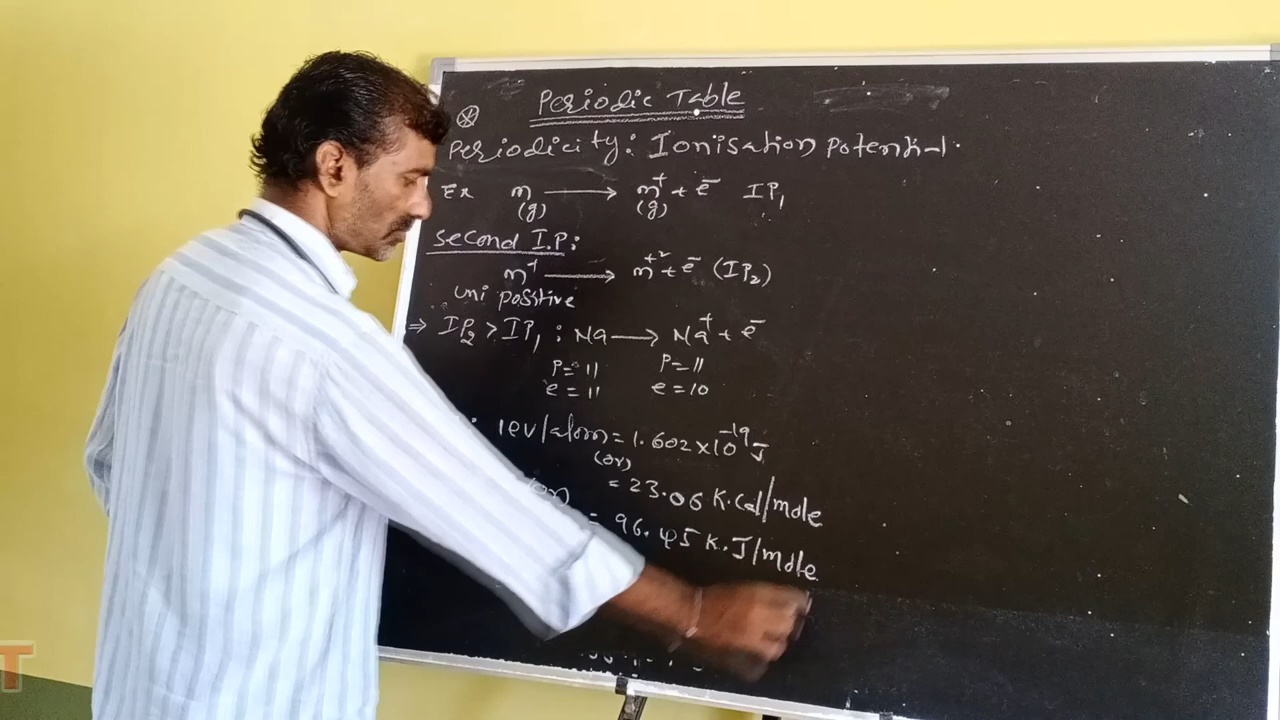 Periodic Table
Periodicity: Ionisation Potential.
Ex m (g) ⟶ m⁺ (g) + e⁻ IP₁
Second I.P:
m⁺ ⟶ m⁺² + e⁻ (IP₂)
Uni positive
⇒ IP₂ > IP₁ : Na ⟶ Na⁺ + e⁻
P = 11 P = 11
e = 11 e = 10
1ev/atom = 1.602 x 10⁻¹⁹ J
(or)
= 23.06 K.Cal/mole
(or)
= 96.45 K.J/mole
T